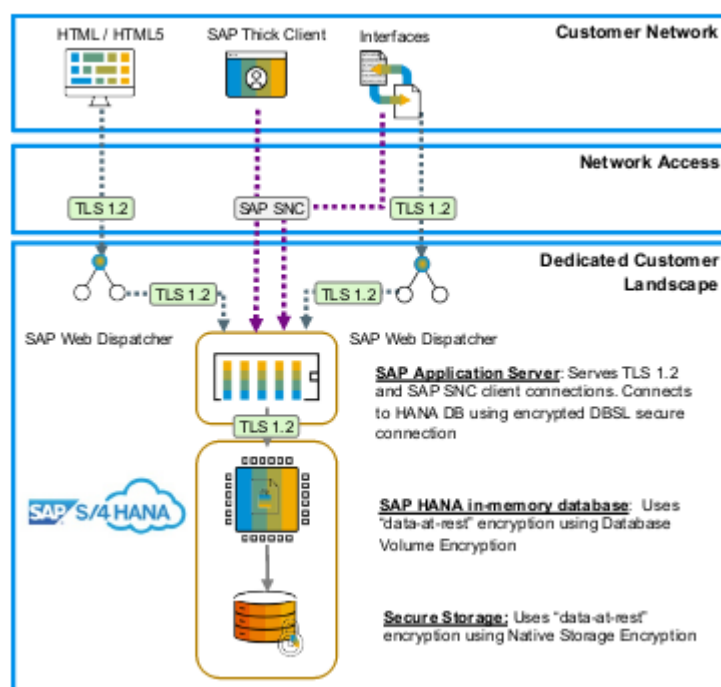 HTML / HTML5
SAP Thick Client
Interfaces
Customer Network
Network Access
TLS 1.2
SAP SNC
TLS 1.2
Dedicated Customer
Landscape
TLS 1.2
TLS 1.2
SAP Web Dispatcher
SAP Web Dispatcher
SAP Application Server: Serves TLS 1.2
and SAP SNC client connections. Connects
to HANA DB using encrypted DBSL secure
connection
TLS 1.2
SAP S/4HANA
SAP HANA in-memory database: Uses
"data-at-rest" encryption using Database
Volume Encryption
Secure Storage: Uses "data-at-rest"
encryption using Native Storage Encryption